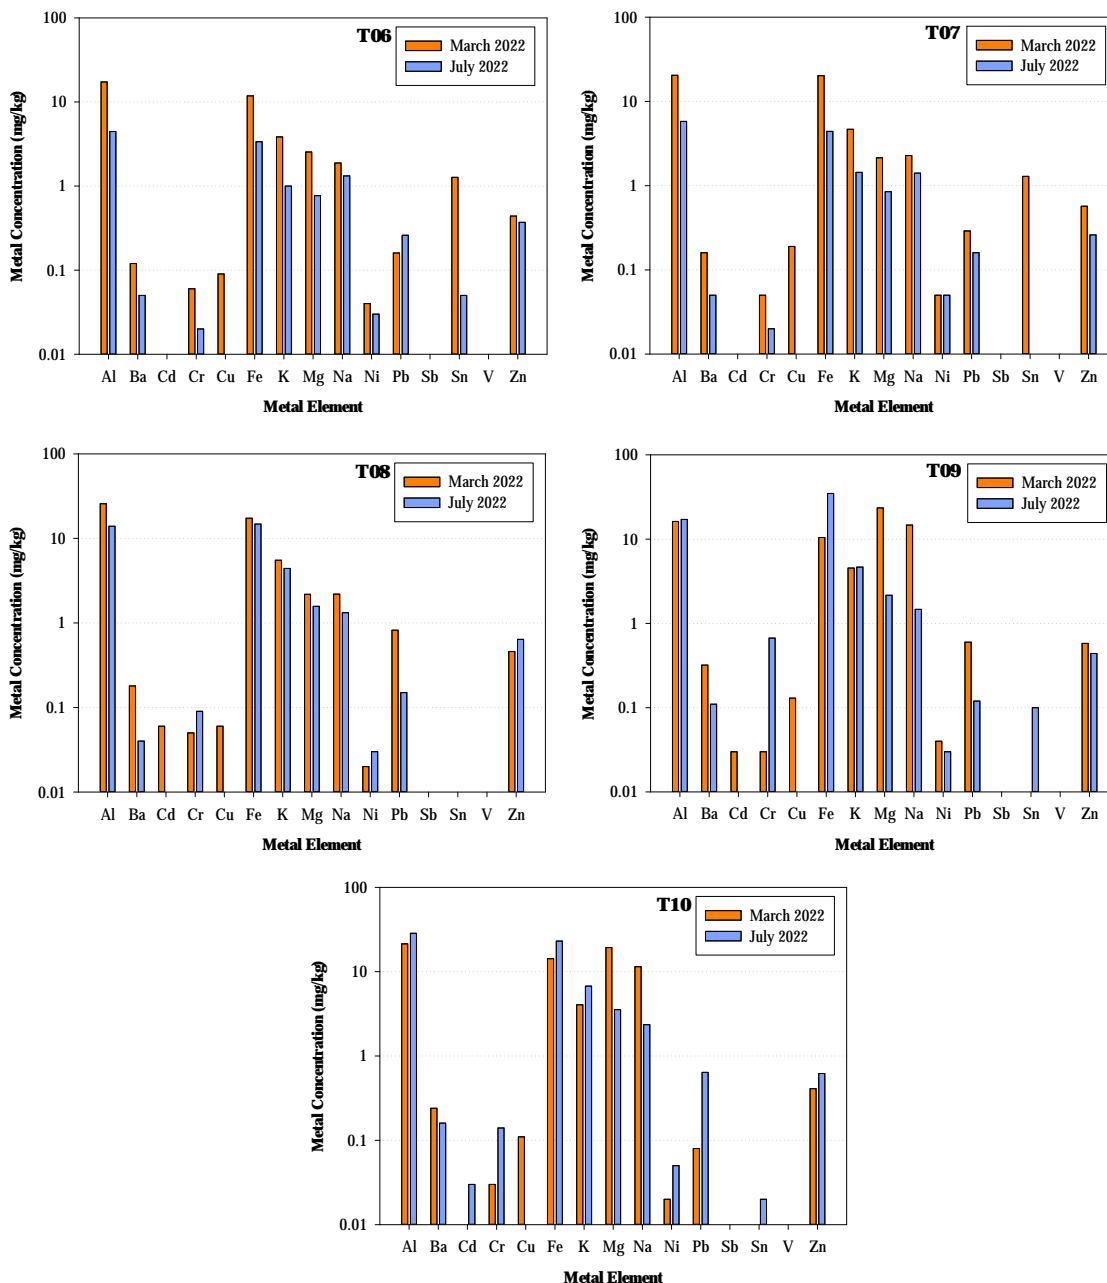 T06
March 2022
July 2022
Metal Concentration (mg/kg)
100
10
1
0.1
0.01
Al Ba Cd Cr Cu Fe K Mg Na Ni Pb Sb Sn V Zn
Metal Element
T07
March 2022
July 2022
Metal Concentration (mg/kg)
100
10
1
0.1
0.01
Al Ba Cd Cr Cu Fe K Mg Na Ni Pb Sb Sn V Zn
Metal Element
T08
March 2022
July 2022
Metal Concentration (mg/kg)
100
10
1
0.1
0.01
Al Ba Cd Cr Cu Fe K Mg Na Ni Pb Sb Sn V Zn
Metal Element
T09
March 2022
July 2022
Metal Concentration (mg/kg)
100
10
1
0.1
0.01
Al Ba Cd Cr Cu Fe K Mg Na Ni Pb Sb Sn V Zn
Metal Element
T10
March 2022
July 2022
Metal Concentration (mg/kg)
100
10
1
0.1
0.01
Al Ba Cd Cr Cu Fe K Mg Na Ni Pb Sb Sn V Zn
Metal Element